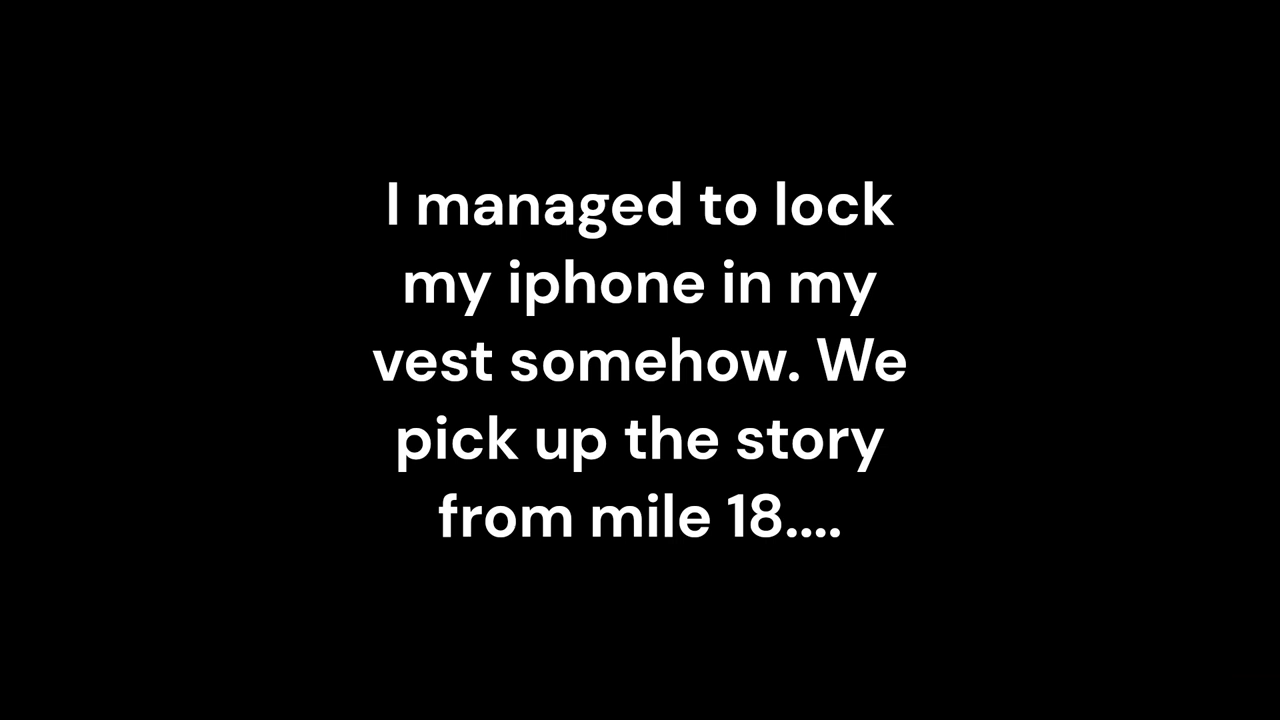 I managed to lock
my iphone in my
vest somehow. We
pick up the story
from mile 18....